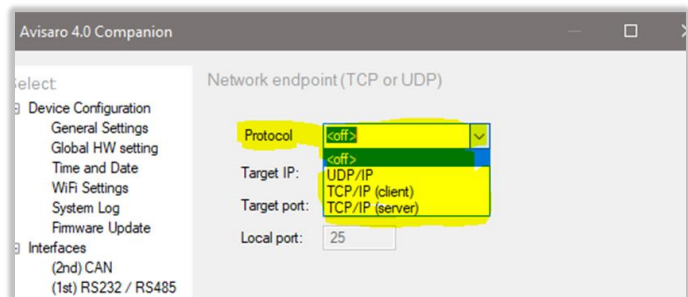 Avisaro 4.0 Companion
Select:
Device Configuration
General Settings
Global HW setting
Time and Date
WiFi Settings
System Log
Firmware Update
Interfaces
(2nd) CAN
(1st) RS232 / RS485
Network endpoint (TCP or UDP)
Protocol <off>
<off>
UDP/IP
TCP/IP (client)
TCP/IP (server)
Target IP:
Target port:
Local port: 25